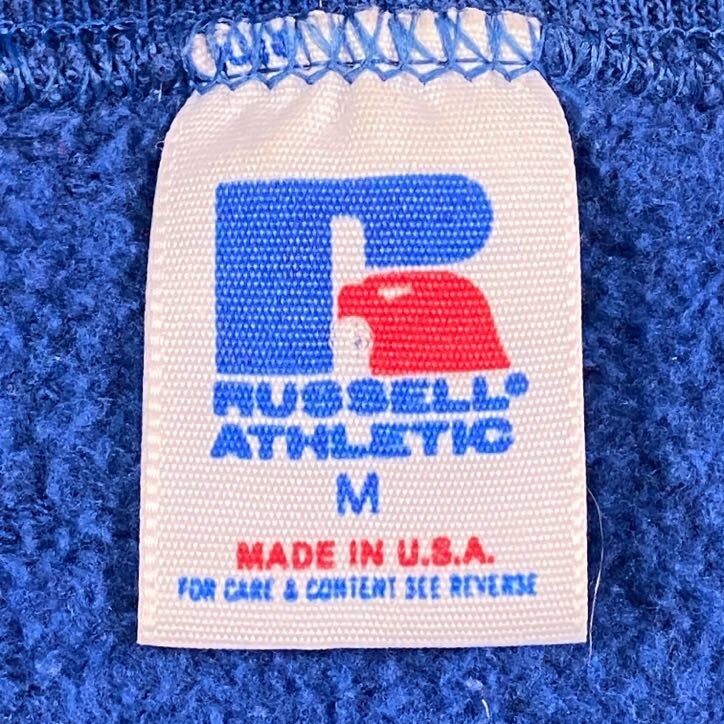 RUSSELL®
ATHLETIC
M
MADE IN U.S.A.
FOR CARE & CONTENT SEE REVERSE